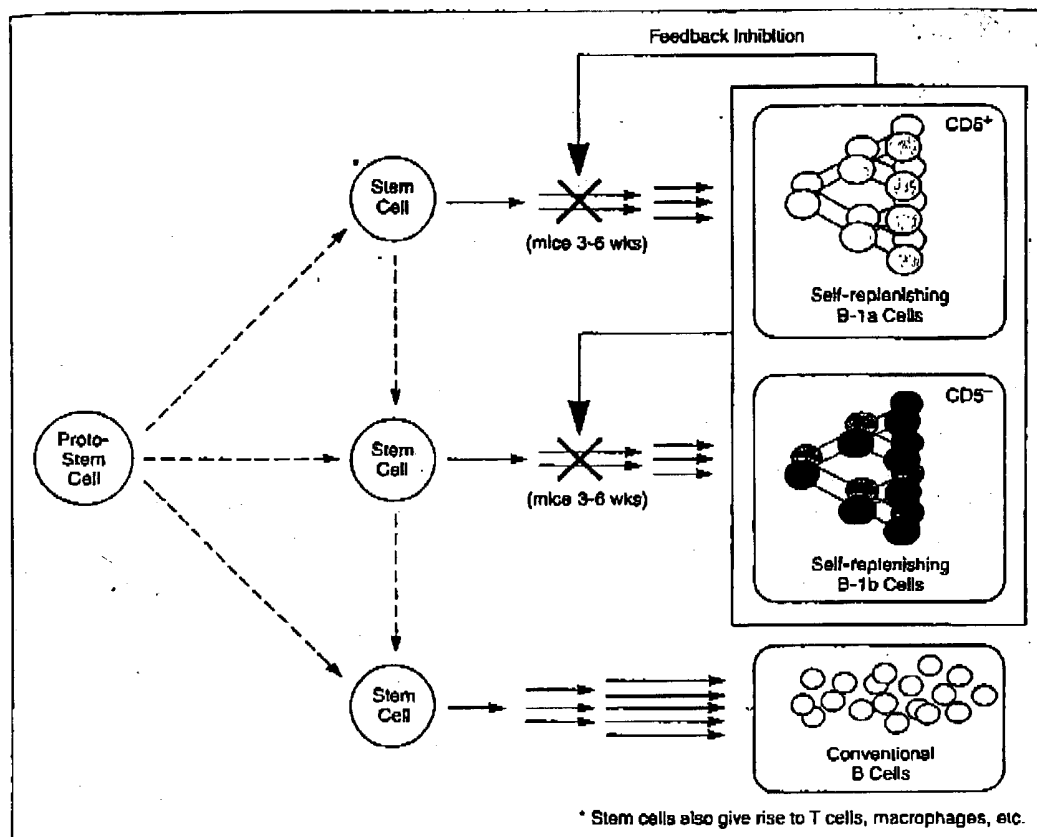 Feedback Inhibition
CD5+
Stem
Cell
(mice 3-6 wks)
Self-replenishing
B-1a Cells
CD5−
Proto-
Stem
Cell
Stem
Cell
(mice 3-6 wks)
Self-replenishing
B-1b Cells
Stem
Cell
Conventional
B Cells
* Stem cells also give rise to T cells, macrophages, etc.